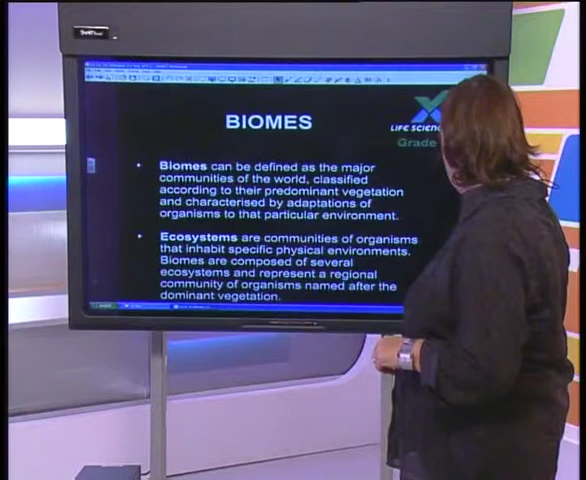 BIOMES
LIFE SCIEN
Grade
• Biomes can be defined as the major
communities of the world, classified
according to their predominant vegetation
and characterised by adaptations of
organisms to that particular environment.
• Ecosystems are communities of organisms
that inhabit specific physical environments.
Biomes are composed of several
ecosystems and represent a regional
community of organisms named after the
dominant vegetation.